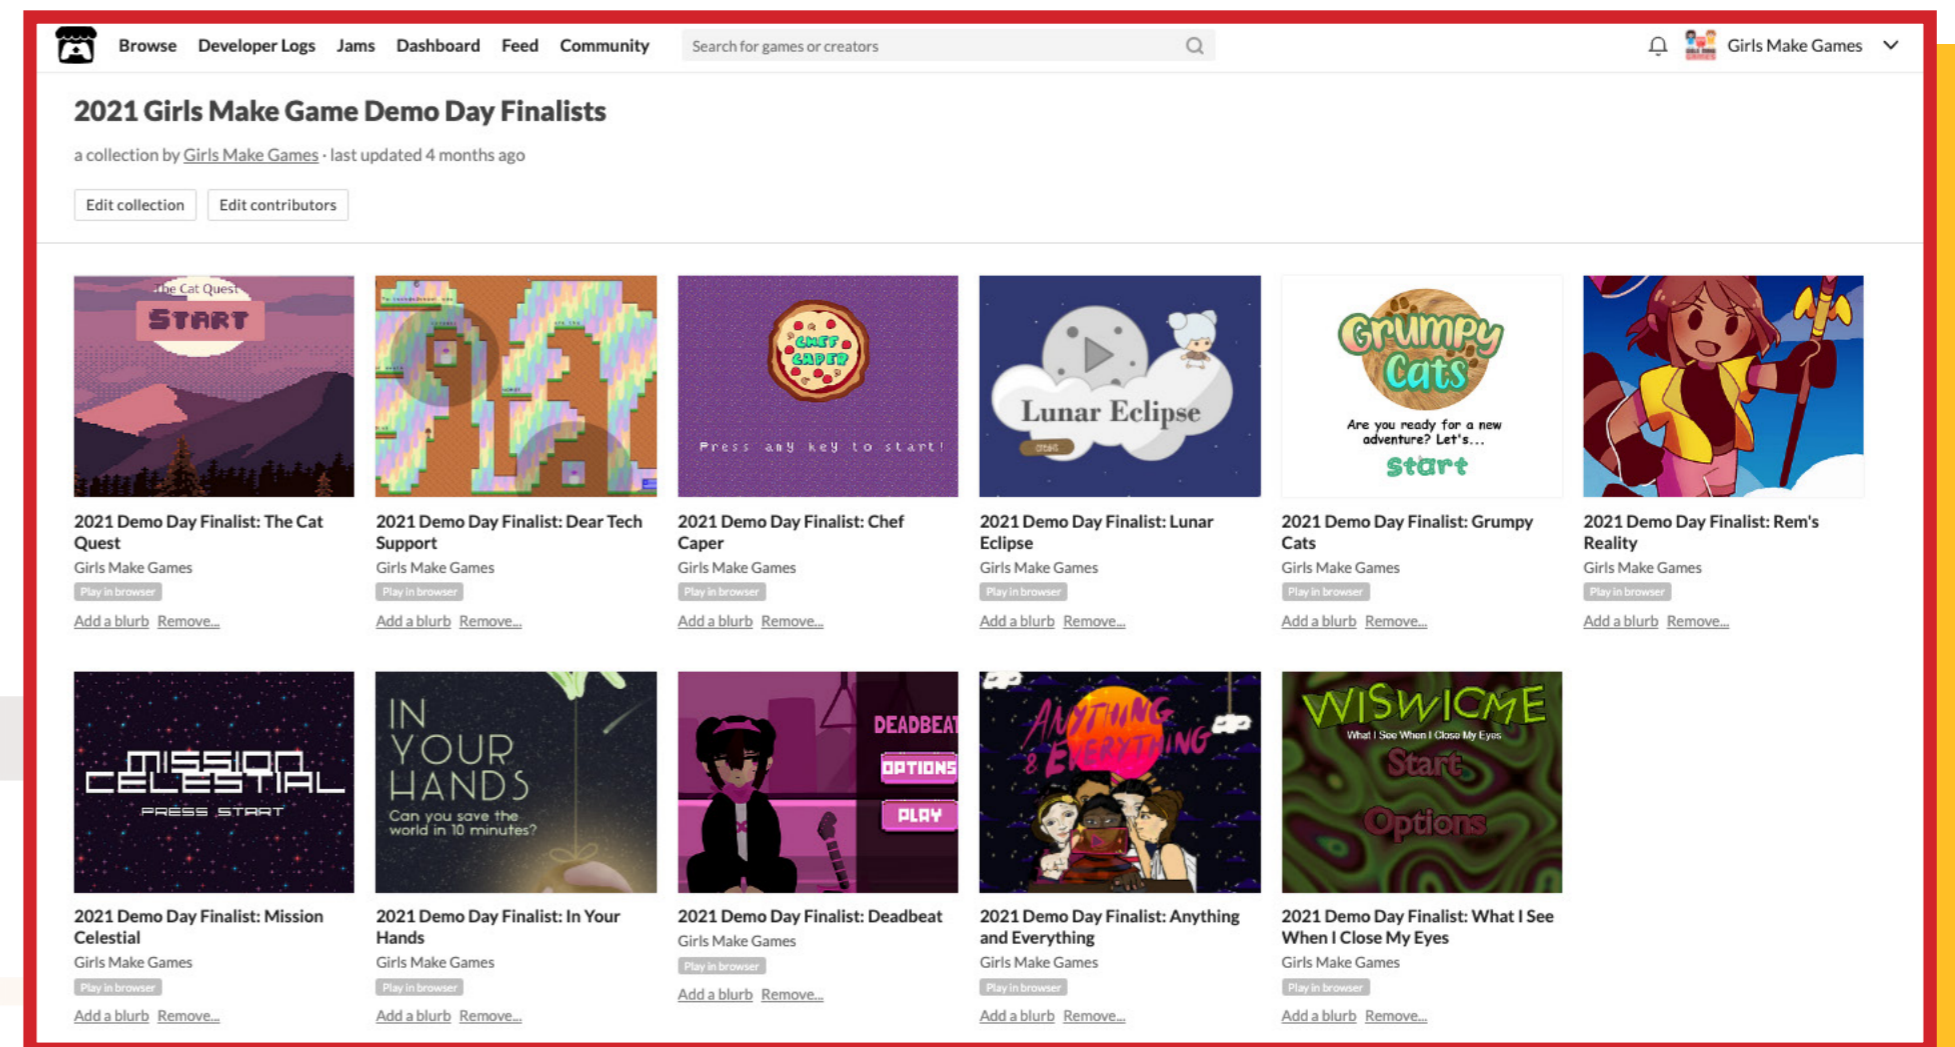 Browse Developer Logs Jams Dashboard Feed Community Search for games or creators Girls Make Games
2021 Girls Make Game Demo Day Finalists
a collection by Girls Make Games · last updated 4 months ago
Edit collection Edit contributors
The Cat Quest
START
CHEF
CAPER
Press any key to start!
Lunar Eclipse
Grumpy
Cats
Are you ready for a new
adventure? Let's...
start
2021 Demo Day Finalist: The Cat
Quest
Girls Make Games
Play in browser
Add a blurb Remove...
2021 Demo Day Finalist: Dear Tech
Support
Girls Make Games
Play in browser
Add a blurb Remove...
2021 Demo Day Finalist: Chef
Caper
Girls Make Games
Play in browser
Add a blurb Remove...
2021 Demo Day Finalist: Lunar
Eclipse
Girls Make Games
Play in browser
Add a blurb Remove...
2021 Demo Day Finalist: Grumpy
Cats
Girls Make Games
Play in browser
Add a blurb Remove...
2021 Demo Day Finalist: Rem's
Reality
Girls Make Games
Play in browser
Add a blurb Remove...
MISSION
CELESTIAL
PRESS START
IN
YOUR
HANDS
Can you save the
world in 10 minutes?
DEADBEAT
OPTIONS
PLAY
ANYTHING
& EVERYTHING
WISWICME
What I See When I Close My Eyes
Start
Options
2021 Demo Day Finalist: Mission
Celestial
Girls Make Games
Play in browser
Add a blurb Remove...
2021 Demo Day Finalist: In Your
Hands
Girls Make Games
Play in browser
Add a blurb Remove...
2021 Demo Day Finalist: Deadbeat
Girls Make Games
Play in browser
Add a blurb Remove...
2021 Demo Day Finalist: Anything
and Everything
Girls Make Games
Play in browser
Add a blurb Remove...
2021 Demo Day Finalist: What I See
When I Close My Eyes
Girls Make Games
Play in browser
Add a blurb Remove...